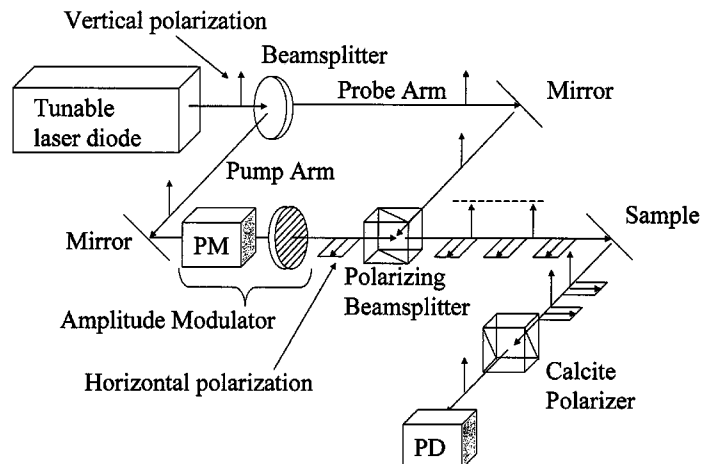 Vertical polarization
Beamsplitter
Tunable
laser diode
Probe Arm
Mirror
Pump Arm
Mirror
PM
Sample
Polarizing
Beamsplitter
Amplitude Modulator
Horizontal polarization
Calcite
Polarizer
PD